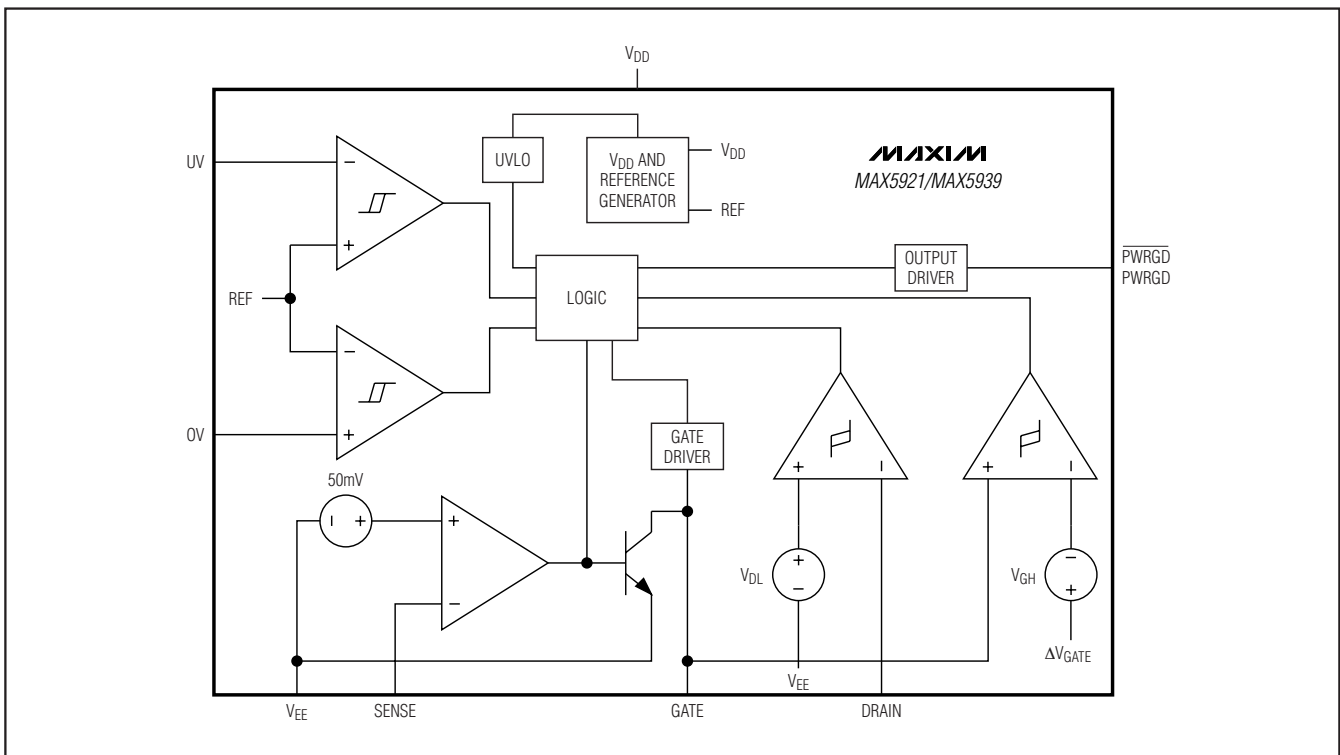 VDD
UV
−
+
REF
−
+
OV
UVLO
VDD AND
REFERENCE
GENERATOR
VDD
REF
MAXIM
MAX5921/MAX5939
LOGIC
OUTPUT
DRIVER
PWRGD
PWRGD
50mV
− +
+
−
GATE
DRIVER
+ −
+ −
VDL
+
−
VEE
VGH
−
+
ΔVGATE
VEE
SENSE
GATE
DRAIN